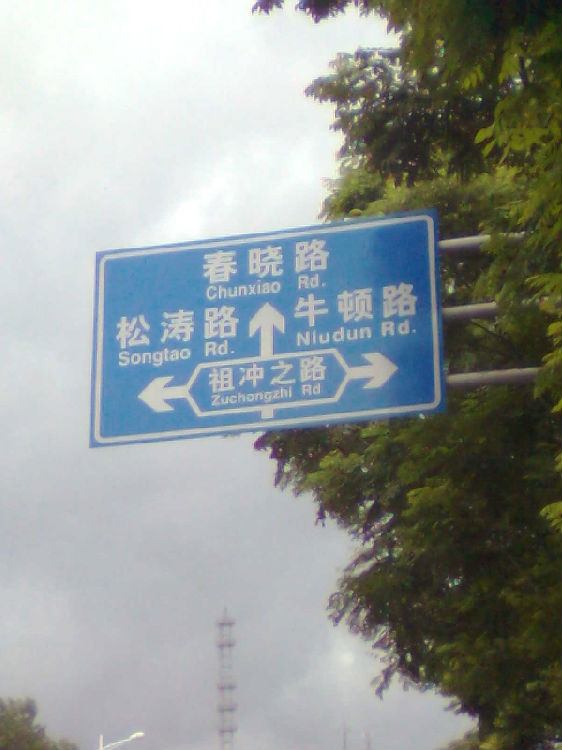 春晓路
Chunxiao Rd.
松涛路
Songtao Rd.
牛顿路
Niudun Rd.
祖冲之路
Zuchongzhi Rd